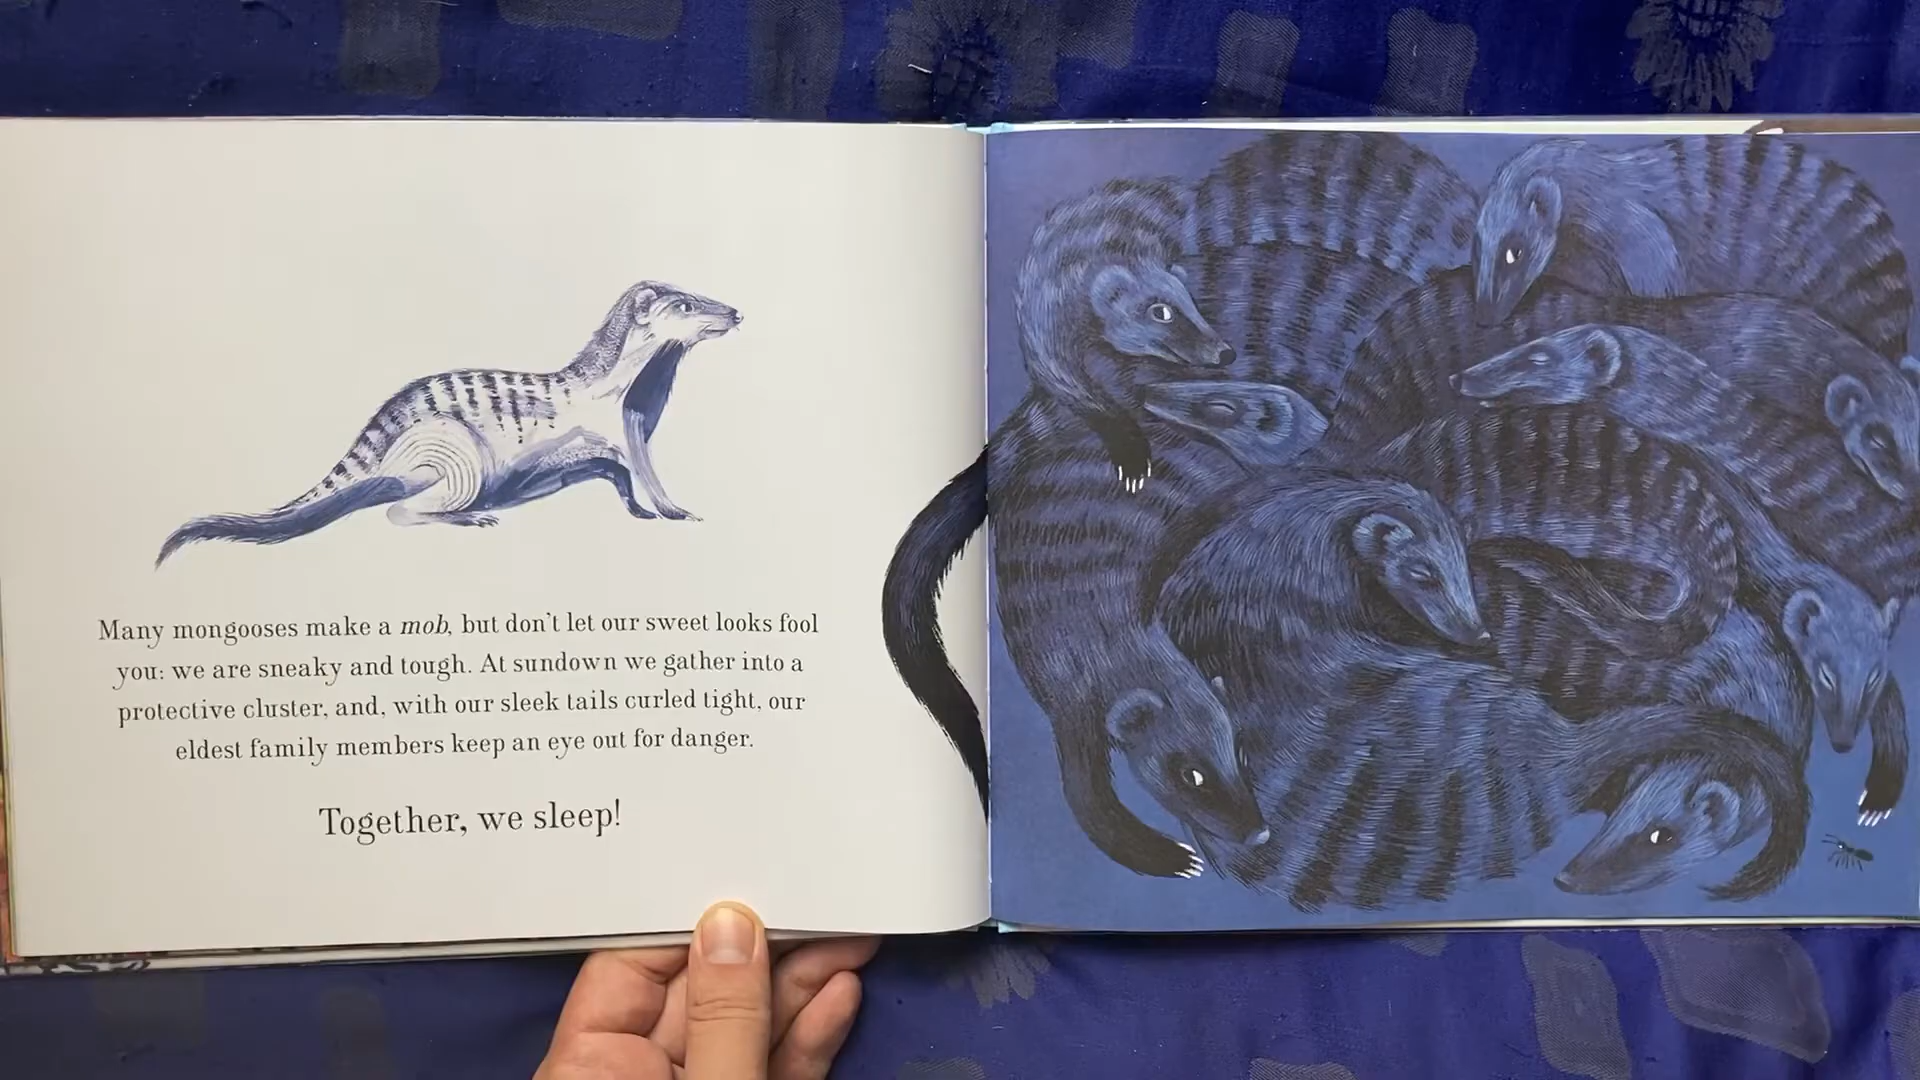 Many mongooses make a mob, but don't let our sweet looks fool
you: we are sneaky and tough. At sundown we gather into a
protective cluster, and, with our sleek tails curled tight, our
eldest family members keep an eye out for danger.
Together, we sleep!